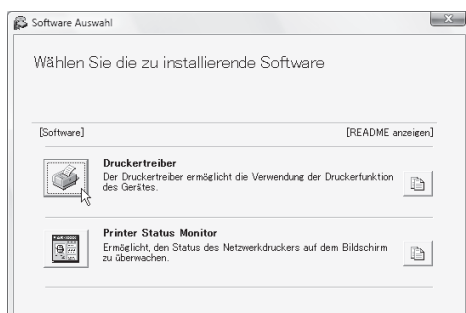 Software Auswahl
Wählen Sie die zu installierende Software
[Software] [README anzeigen]
Druckertreiber
Der Druckertreiber ermöglicht die Verwendung der Druckerfunktion
des Gerätes.
Printer Status Monitor
Ermöglicht, den Status des Netzwerkdruckers auf dem Bildschirm
zu überwachen.